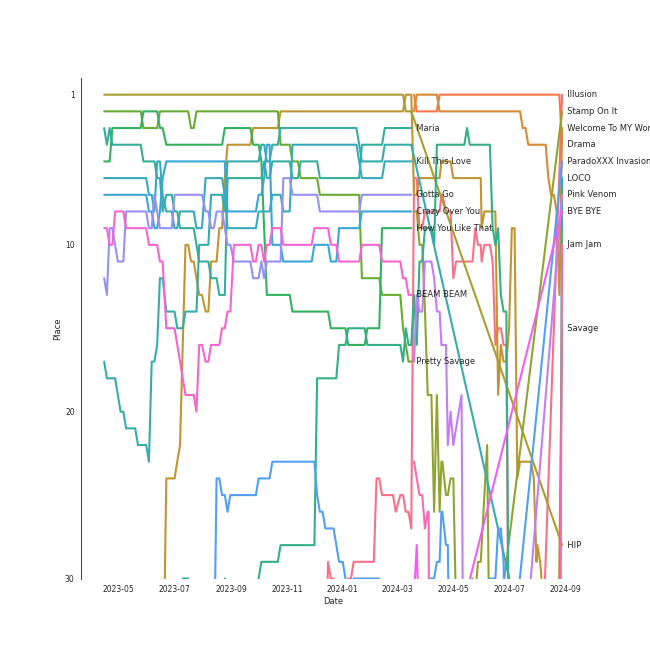 1
10
20
30
Place
2023-05
2023-07
2023-09
2023-11
2024-01
2024-03
2024-05
2024-07
2024-09
Date
Maria
Kill This Love
Gotta Go
Crazy Over You
How You Like That
BEAM BEAM
Pretty Savage
Illusion
Stamp On It
Welcome To MY Wor
Drama
ParadoXXX Invasion
LOCO
Pink Venom
BYE BYE
Jam Jam
Savage
HIP